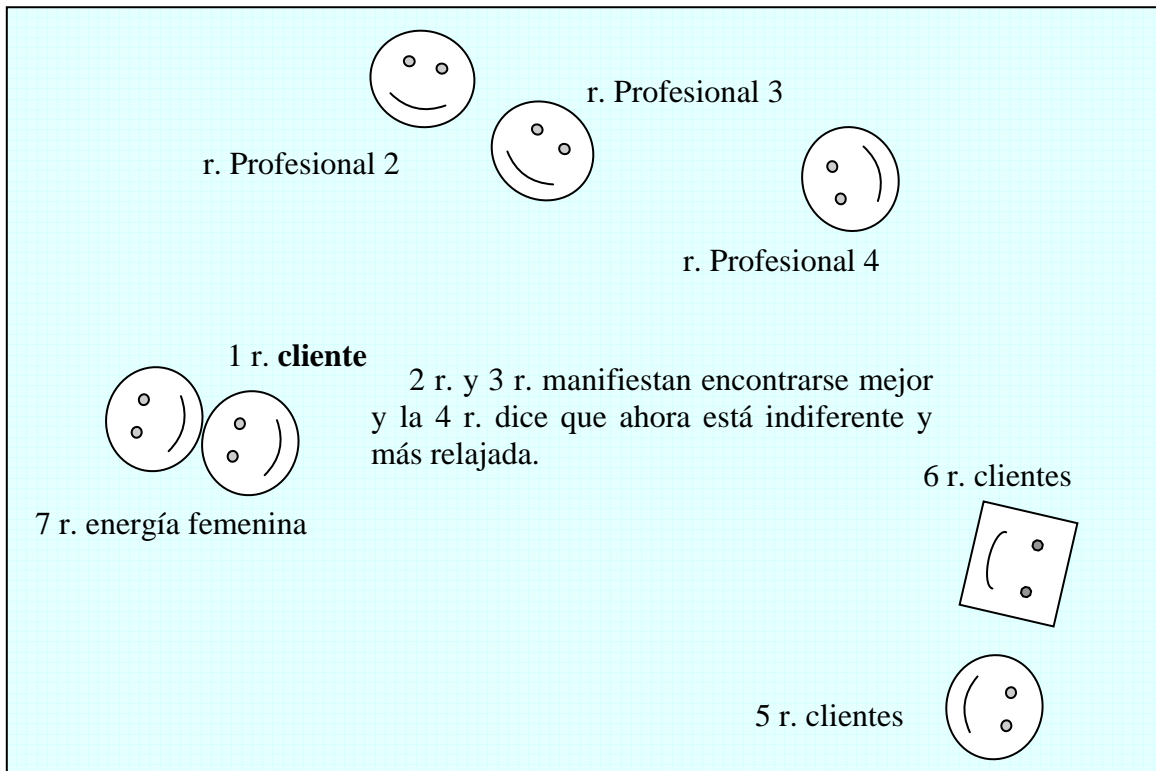 r. Profesional 3
r. Profesional 2
r. Profesional 4
1 r. cliente
2 r. y 3 r. manifiestan encontrarse mejor
y la 4 r. dice que ahora está indiferente y
más relajada.
6 r. clientes
7 r. energía femenina
5 r. clientes